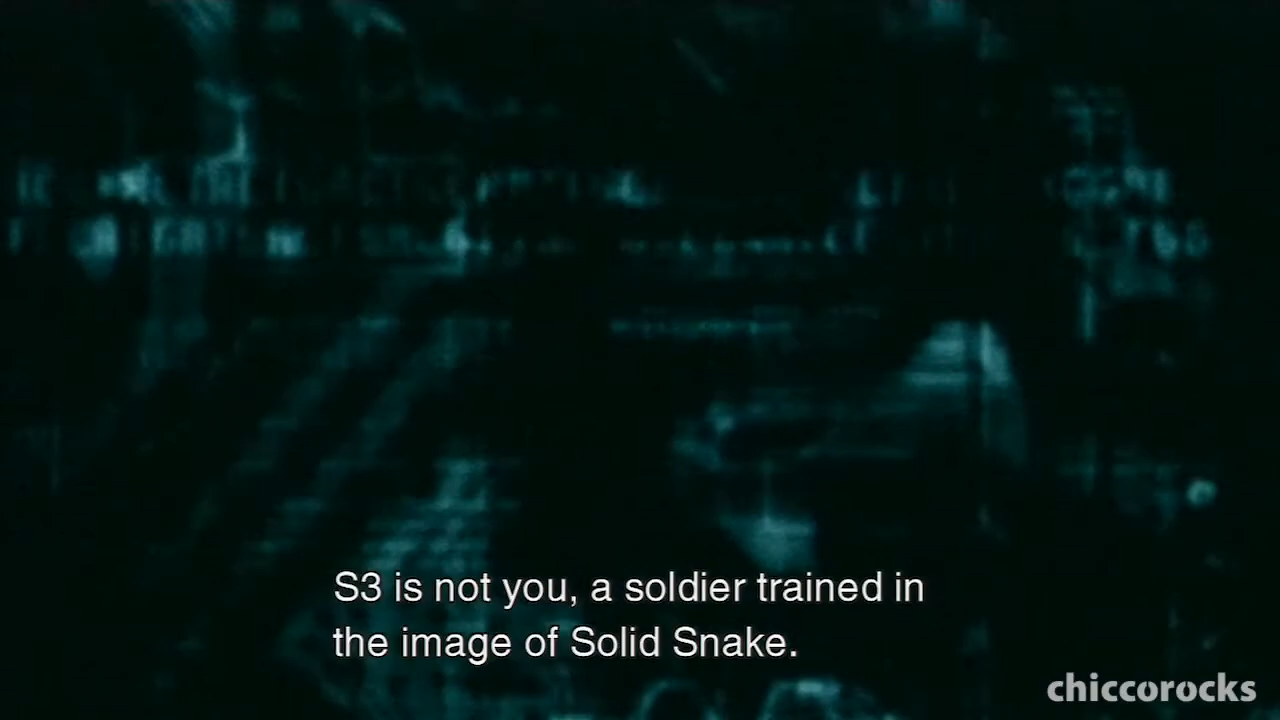 S3 is not you, a soldier trained in
the image of Solid Snake.
chiccorocks